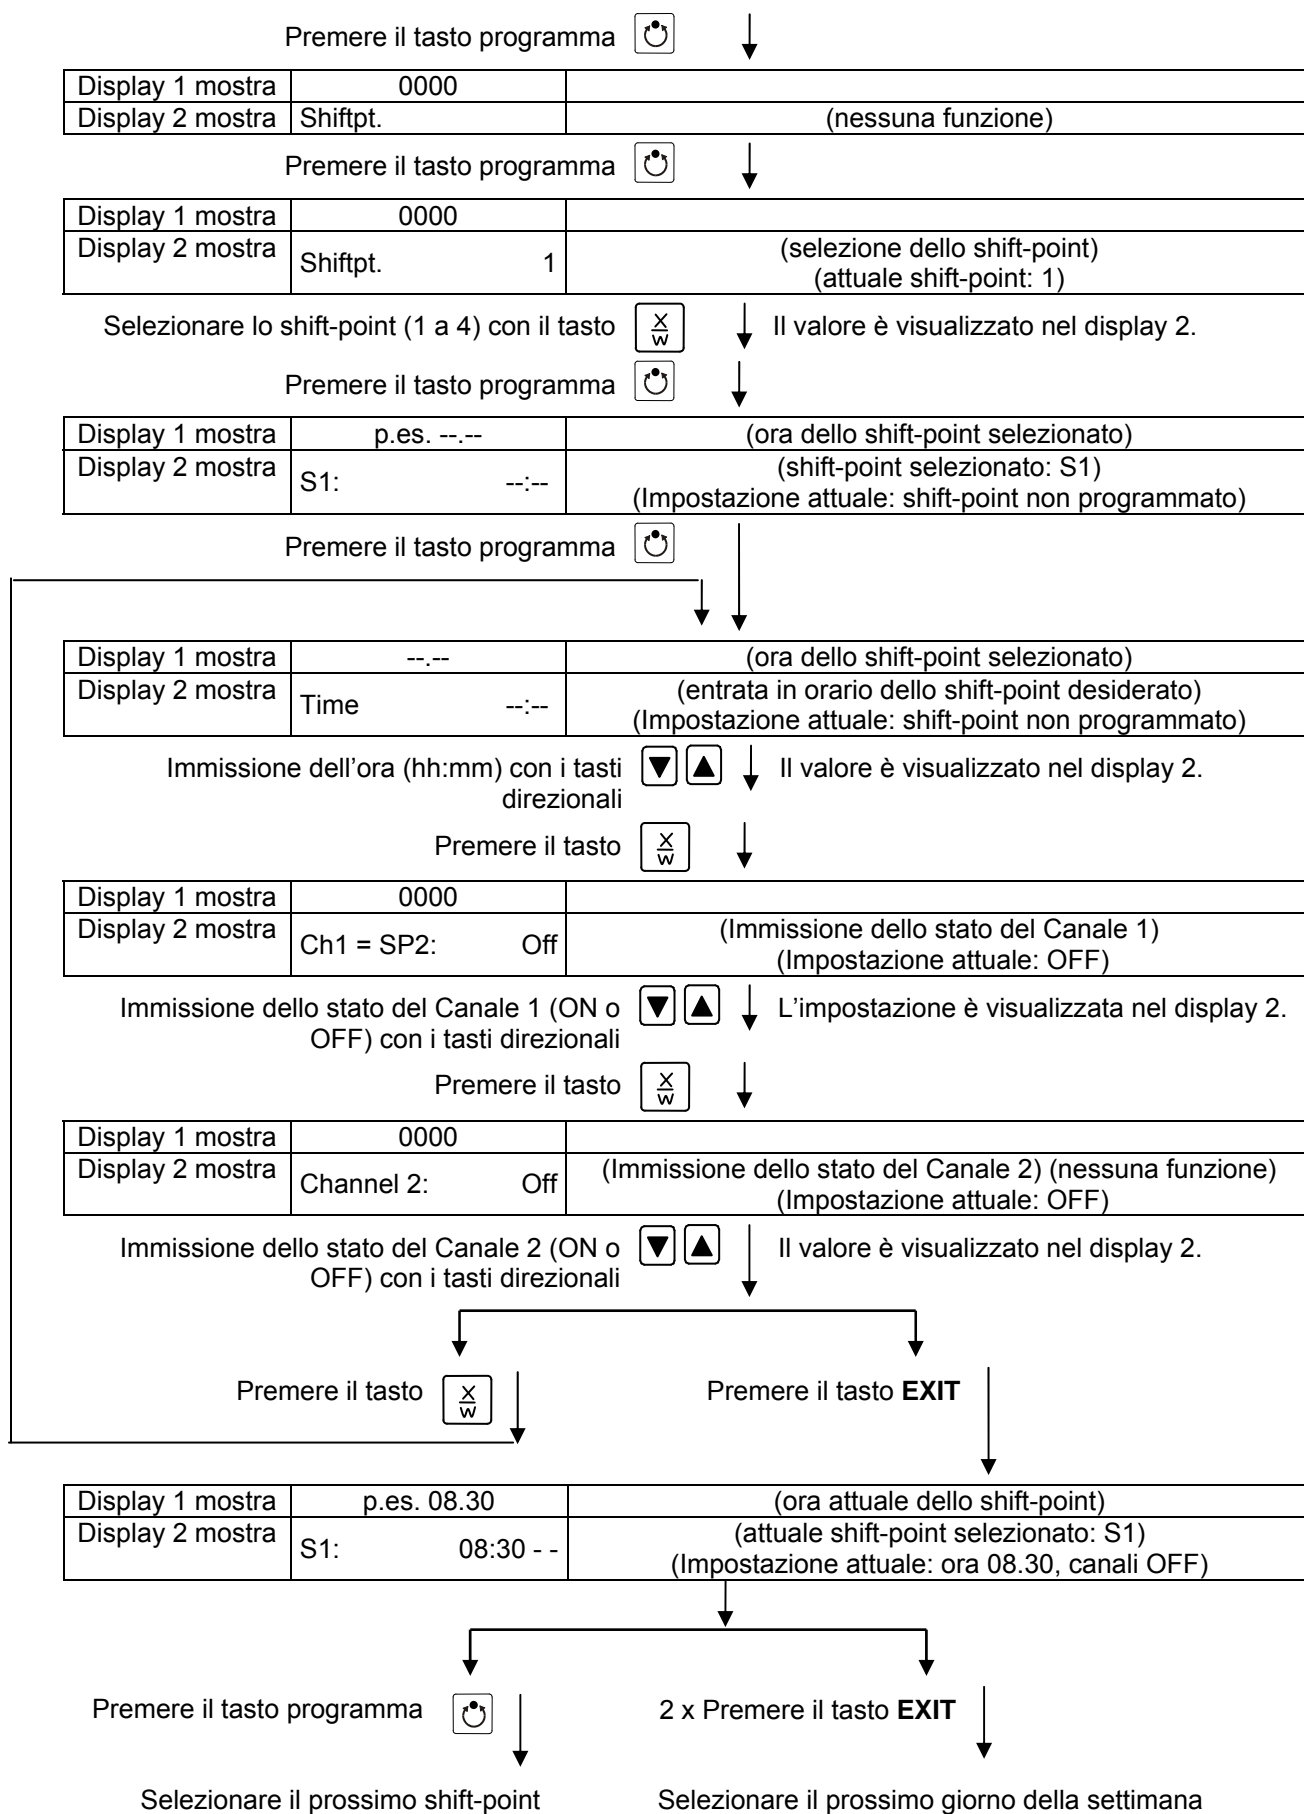 Premere il tasto programma
Display 1 mostra 0000
Display 2 mostra Shiftpt. (nessuna funzione)
Premere il tasto programma
Display 1 mostra 0000
Display 2 mostra Shiftpt. 1 (selezione dello shift-point)
(attuale shift-point: 1)
Selezionare lo shift-point (1 a 4) con il tasto X/W Il valore è visualizzato nel display 2.
Premere il tasto programma
Display 1 mostra p.es. --.-- (ora dello shift-point selezionato)
Display 2 mostra S1: --:-- (shift-point selezionato: S1)
(Impostazione attuale: shift-point non programmato)
Premere il tasto programma
Display 1 mostra --.-- (ora dello shift-point selezionato)
Display 2 mostra Time --:-- (entrata in orario dello shift-point desiderato)
(Impostazione attuale: shift-point non programmato)
Immissione dell'ora (hh:mm) con i tasti Il valore è visualizzato nel display 2.
direzionali
Premere il tasto X/W
Display 1 mostra 0000
Display 2 mostra Ch1 = SP2: Off (Immissione dello stato del Canale 1)
(Impostazione attuale: OFF)
Immissione dello stato del Canale 1 (ON o L'impostazione è visualizzata nel display 2.
OFF) con i tasti direzionali
Premere il tasto X/W
Display 1 mostra 0000
Display 2 mostra Channel 2: Off (Immissione dello stato del Canale 2) (nessuna funzione)
(Impostazione attuale: OFF)
Immissione dello stato del Canale 2 (ON o Il valore è visualizzato nel display 2.
OFF) con i tasti direzionali
Premere il tasto X/W Premere il tasto EXIT
Display 1 mostra p.es. 08.30 (ora attuale dello shift-point)
Display 2 mostra S1: 08:30 - - (attuale shift-point selezionato: S1)
(Impostazione attuale: ora 08.30, canali OFF)
Premere il tasto programma 2 x Premere il tasto EXIT
Selezionare il prossimo shift-point Selezionare il prossimo giorno della settimana